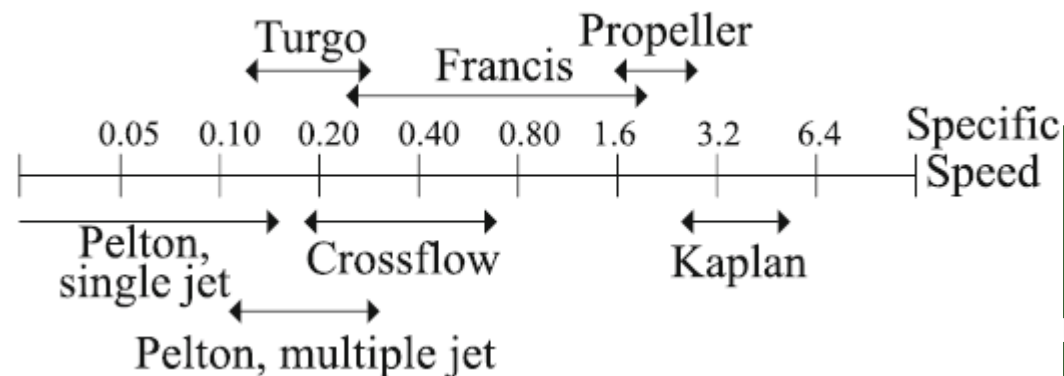 Turgo
Francis
Propeller
0.05 0.10 0.20 0.40 0.80 1.6 3.2 6.4
Specific
Speed
Pelton,
single jet
Crossflow
Kaplan
Pelton, multiple jet